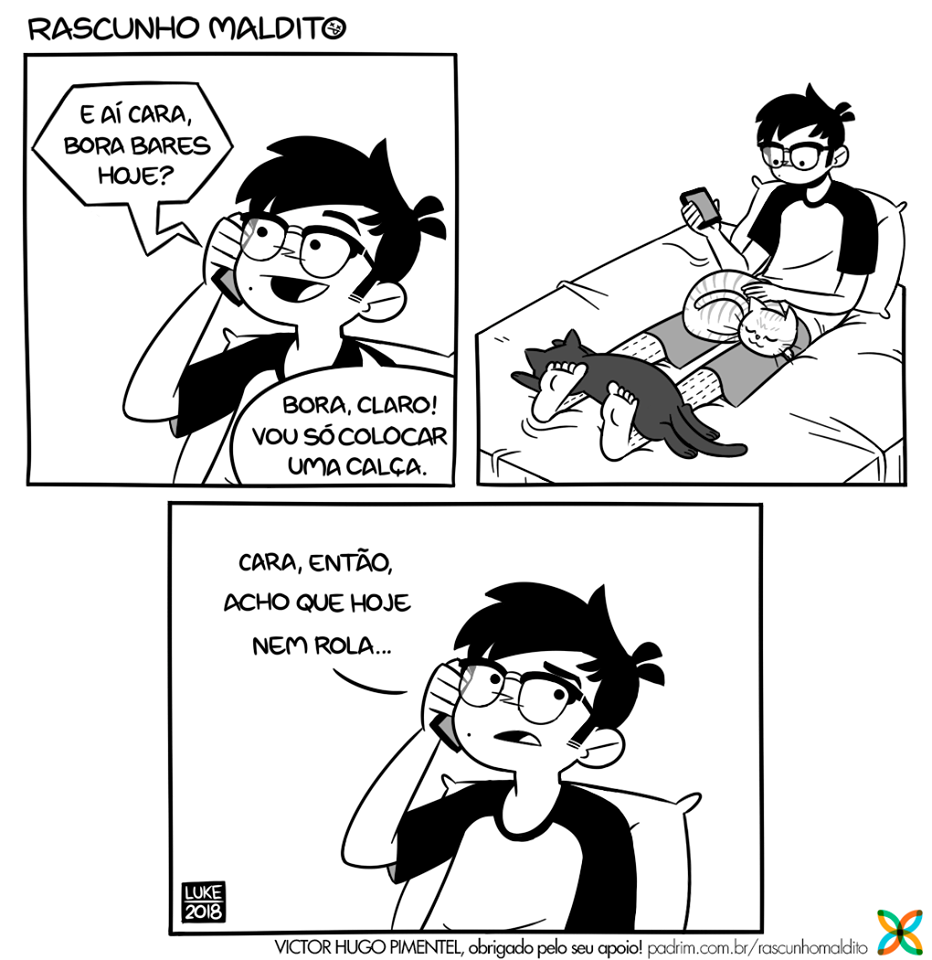 RASCUNHO MALDITO
E AÍ CARA,
BORA BARES
HOJE?
BORA, CLARO!
VOU SÓ COLOCAR
UMA CALÇA.
CARA, ENTÃO,
ACHO QUE HOJE
NEM ROLA...
LUKE
2018
VICTOR HUGO PIMENTEL, obrigado pelo seu apoio! padrim.com.br/rascunhomaldito